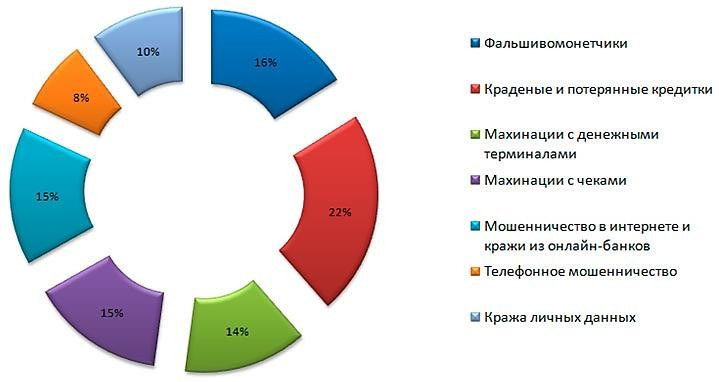 10%
16%
8%
15%
22%
15%
14%
Фальшивомонетчики
Краденые и потерянные кредитки
Махинации с денежными
терминалами
Махинации с чеками
Мошенничество в интернете и
кражи из онлайн-банков
Телефонное мошенничество
Кража личных данных